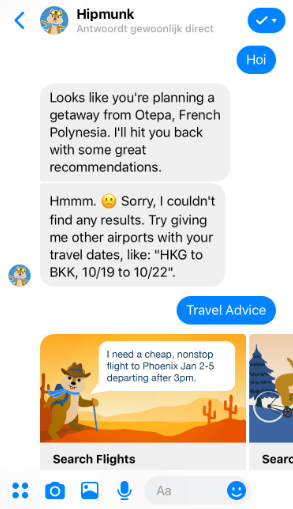 Hipmunk
Antwoordt gewoonlijk direct
Hoi
Looks like you're planning a
getaway from Otepa, French
Polynesia. I'll hit you back
with some great
recommendations.
Hmmm. 🙁 Sorry, I couldn't
find any results. Try giving
me other airports with your
travel dates, like: "HKG to
BKK, 10/19 to 10/22".
Travel Advice
I need a cheap, nonstop
flight to Phoenix Jan 2-5
departing after 3pm.
Search Flights
Searc
Aa